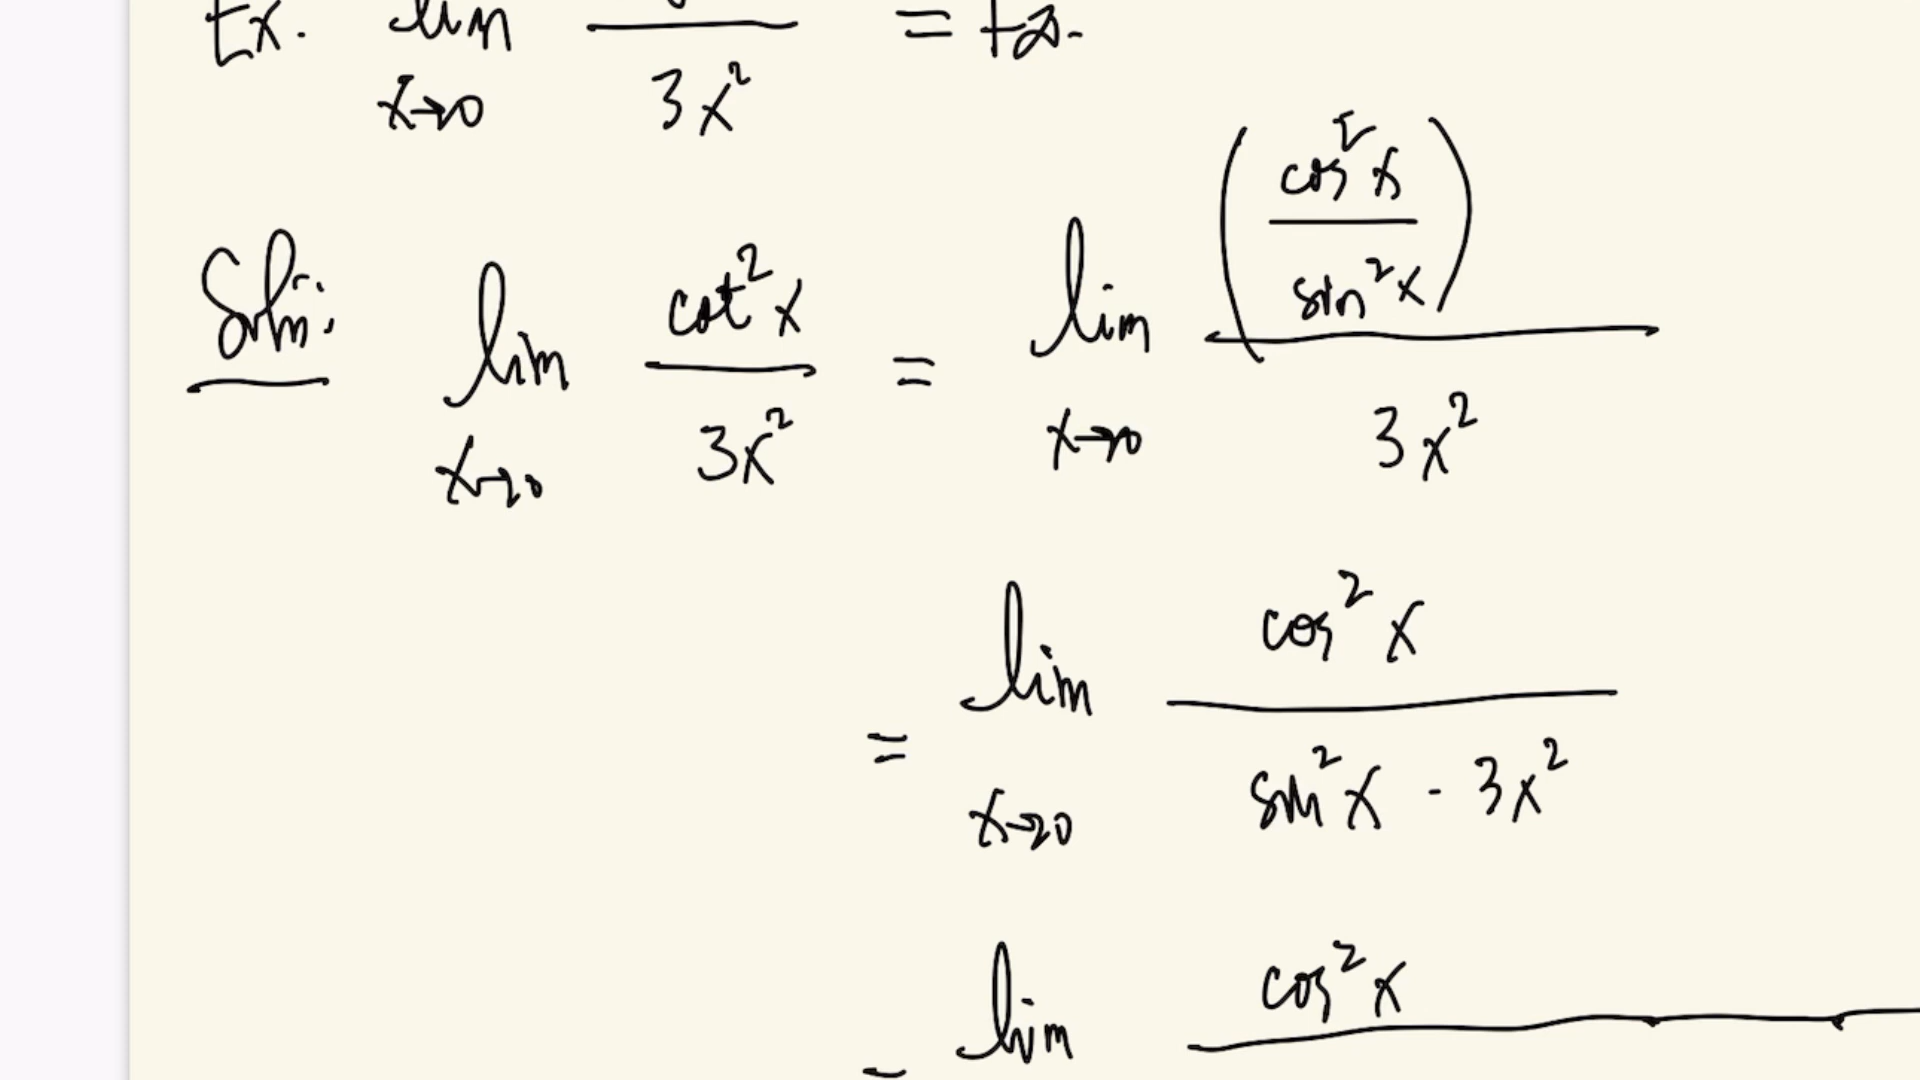 Ex. lim ___ / 3x² = +∞.
x→0
Soln: lim cot²x / 3x² = lim (cos²x / sin²x) / 3x²
x→0 x→0
= lim cos²x / sin²x · 3x²
x→0
= lim cos²x